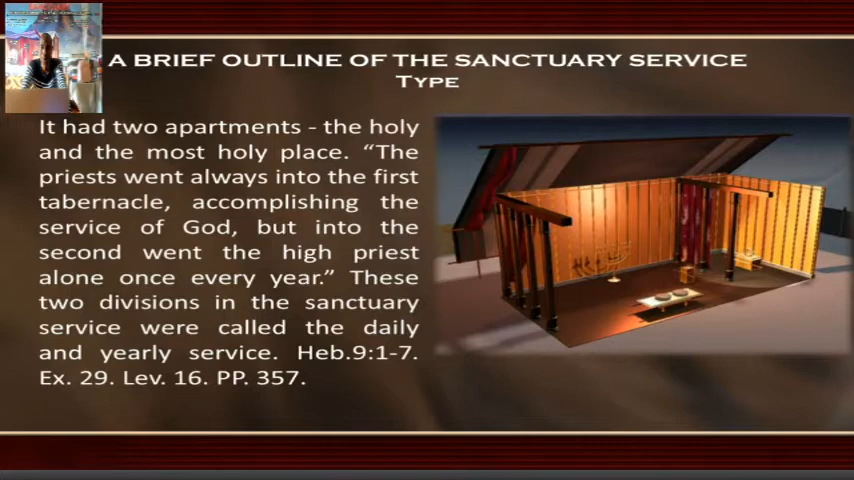 A BRIEF OUTLINE OF THE SANCTUARY SERVICE
TYPE
It had two apartments - the holy
and the most holy place. “The
priests went always into the first
tabernacle, accomplishing the
service of God, but into the
second went the high priest
alone once every year.” These
two divisions in the sanctuary
service were called the daily
and yearly service. Heb.9:1-7.
Ex. 29. Lev. 16. PP. 357.